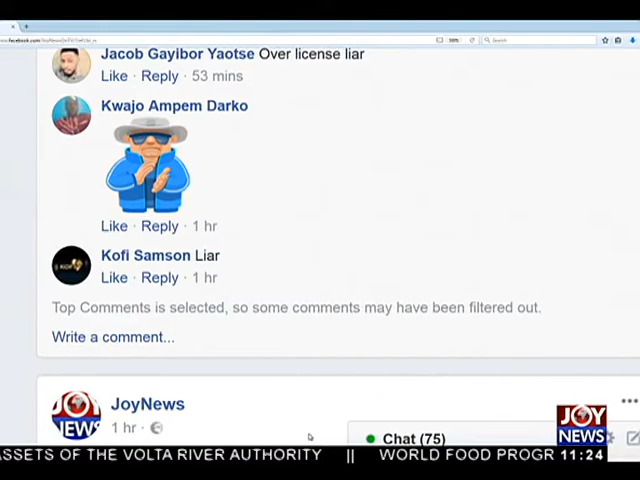 Jacob Gayibor Yaotse Over license liar
Like · Reply · 53 mins
Kwajo Ampem Darko
Like · Reply · 1 hr
Kofi Samson Liar
Like · Reply · 1 hr
Top Comments is selected, so some comments may have been filtered out.
Write a comment...
JoyNews
1 hr ·
Chat (75)
JOY
NEWS
ASSETS OF THE VOLTA RIVER AUTHORITY || WORLD FOOD PROGR 11:24